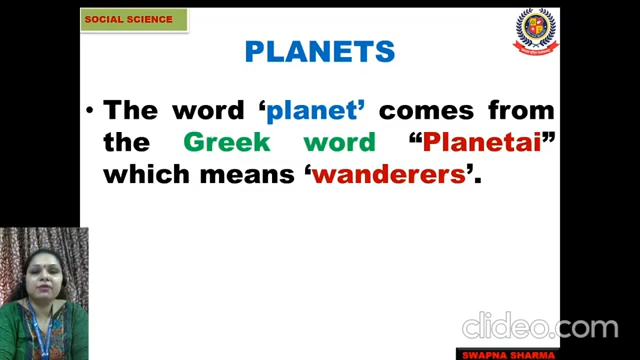 SOCIAL SCIENCE
PLANETS
• The word ‘planet’ comes from
the Greek word “Planetai”
which means ‘wanderers’.
clideo.com
SWAPNA SHARMA